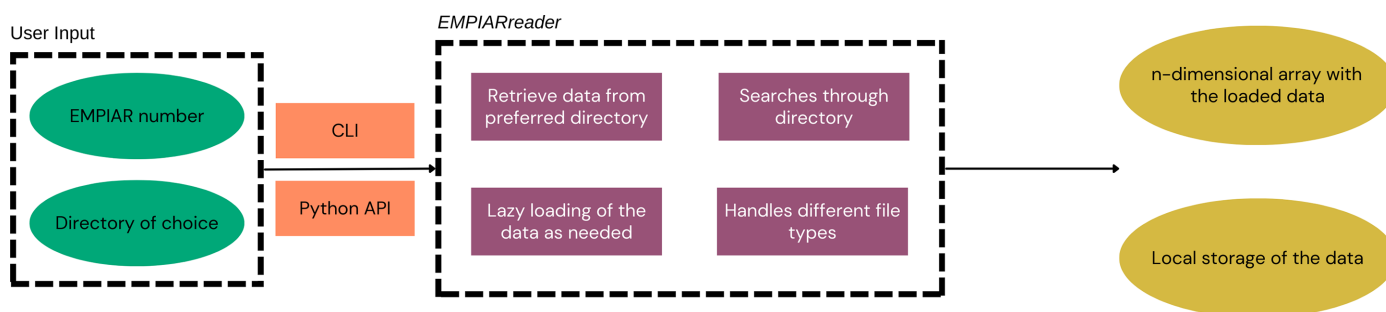 User Input
EMPIAR number
Directory of choice
CLI
Python API
EMPIARreader
Retrieve data from
preferred directory
Searches through
directory
Lazy loading of the
data as needed
Handles different file
types
n-dimensional array with
the loaded data
Local storage of the data